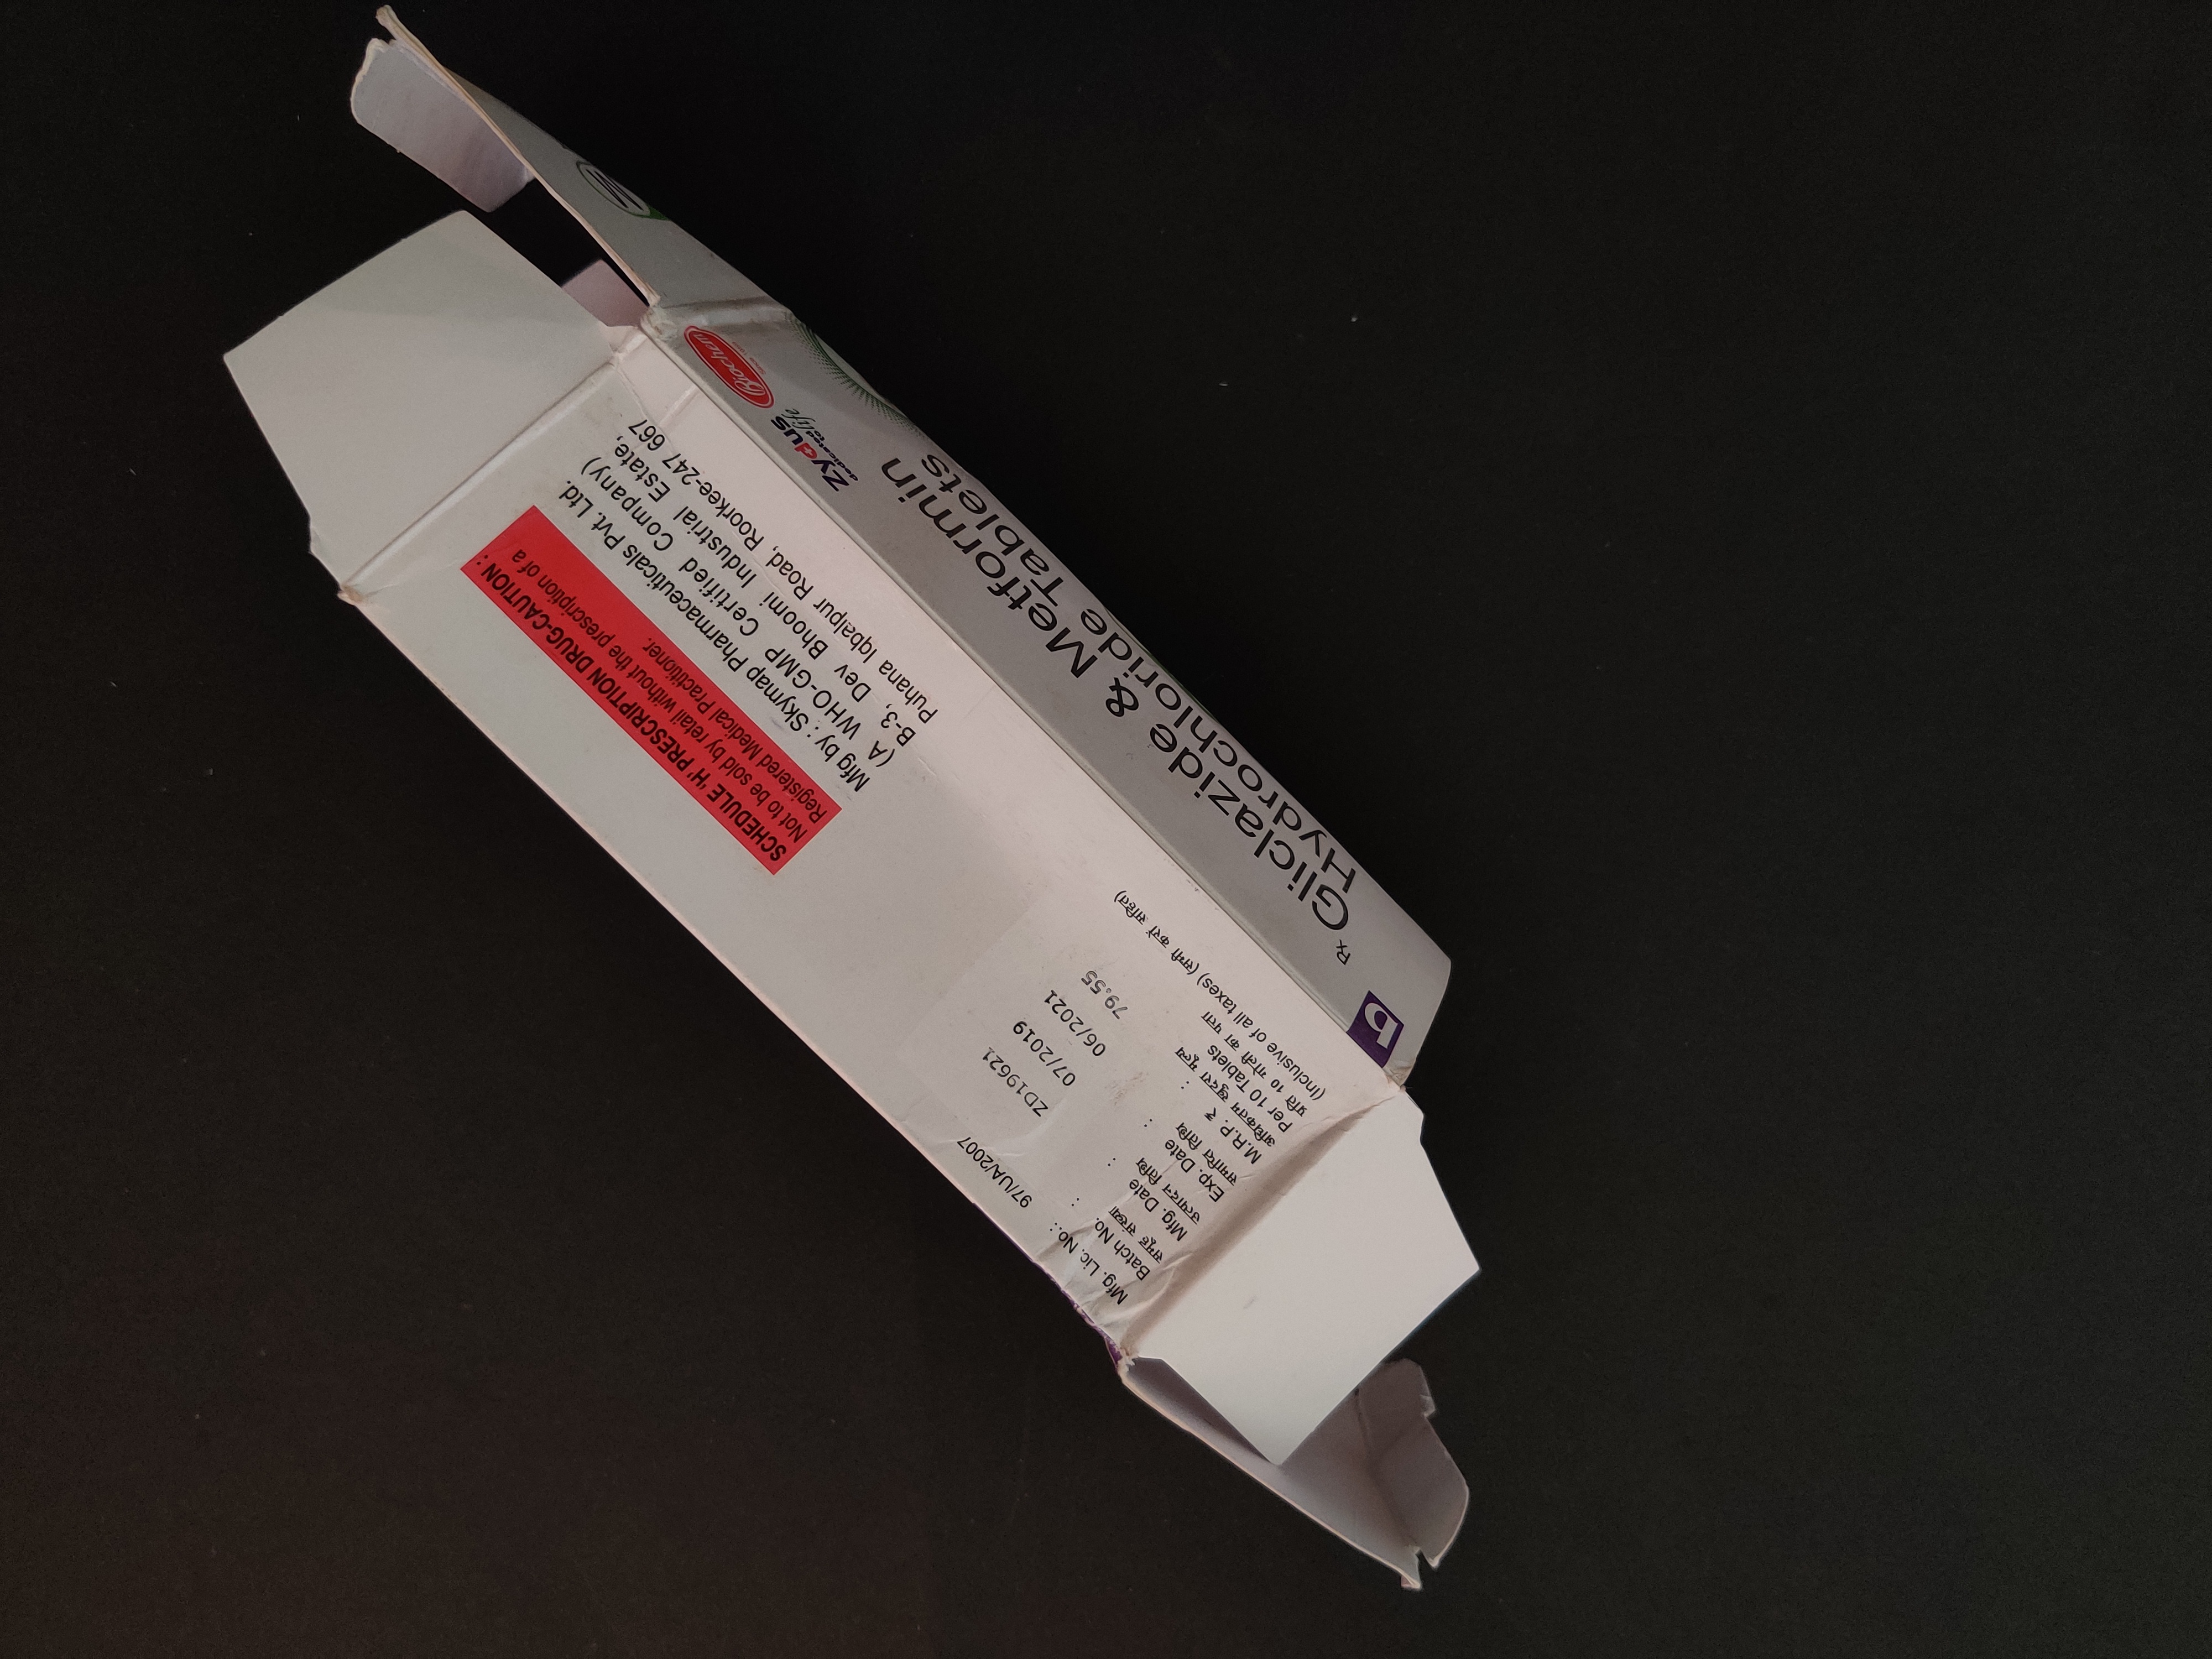 Mfg. Lic. No.: 97/UA/2007
Batch No. : ZD19621
समूह संख्या
Mfg. Date : 07/2019
उत्पादन तिथि
Exp. Date : 06/2021
समाप्ति तिथि
M.R.P. ₹ : 79.55
अधिकतम खुदरा मूल्य
Per 10 Tablets
प्रति 10 गोली का पत्ता
(Inclusive of all taxes) (सभी करों सहित)
SCHEDULE 'H' PRESCRIPTION DRUG-CAUTION :
Not to be sold by retail without the prescription of a
Registered Medical Practitioner.
Mfg by : Skymap Pharmaceuticals Pvt. Ltd.
(A WHO-GMP Certified Company)
B-3, Dev Bhoomi Industrial Estate,
Puhana Iqbalpur Road, Roorkee-247 667
b
Rx
Gliclazide & Metformin
Hydrochloride Tablets
Zydus
dedicated
to life
Biochem